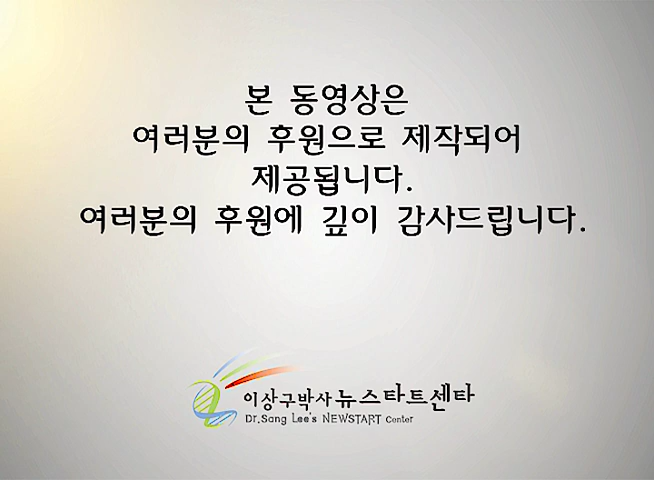 본 동영상은
여러분의 후원으로 제작되어
제공됩니다.
여러분의 후원에 깊이 감사드립니다.
이상구박사 뉴스타트센타
Dr.Sang Lee's NEWSTART Center